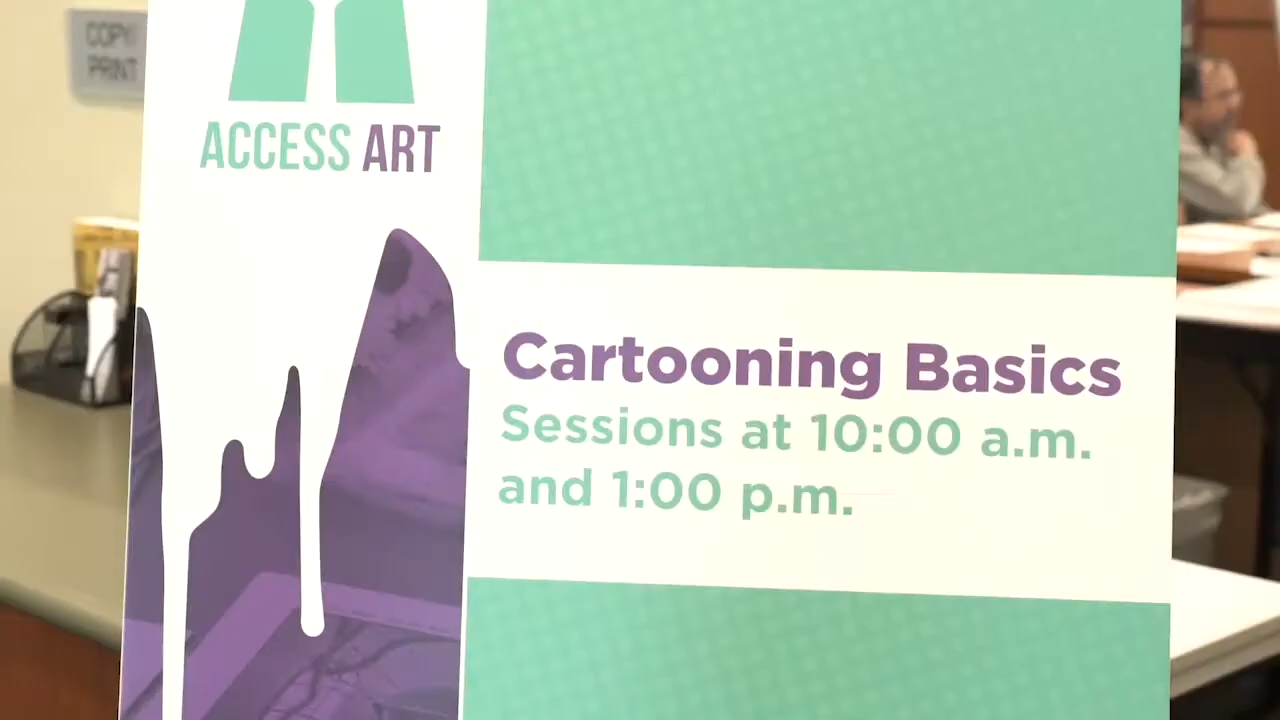 COPY/
PRINT
ACCESS ART
Cartooning Basics
Sessions at 10:00 a.m.
and 1:00 p.m.